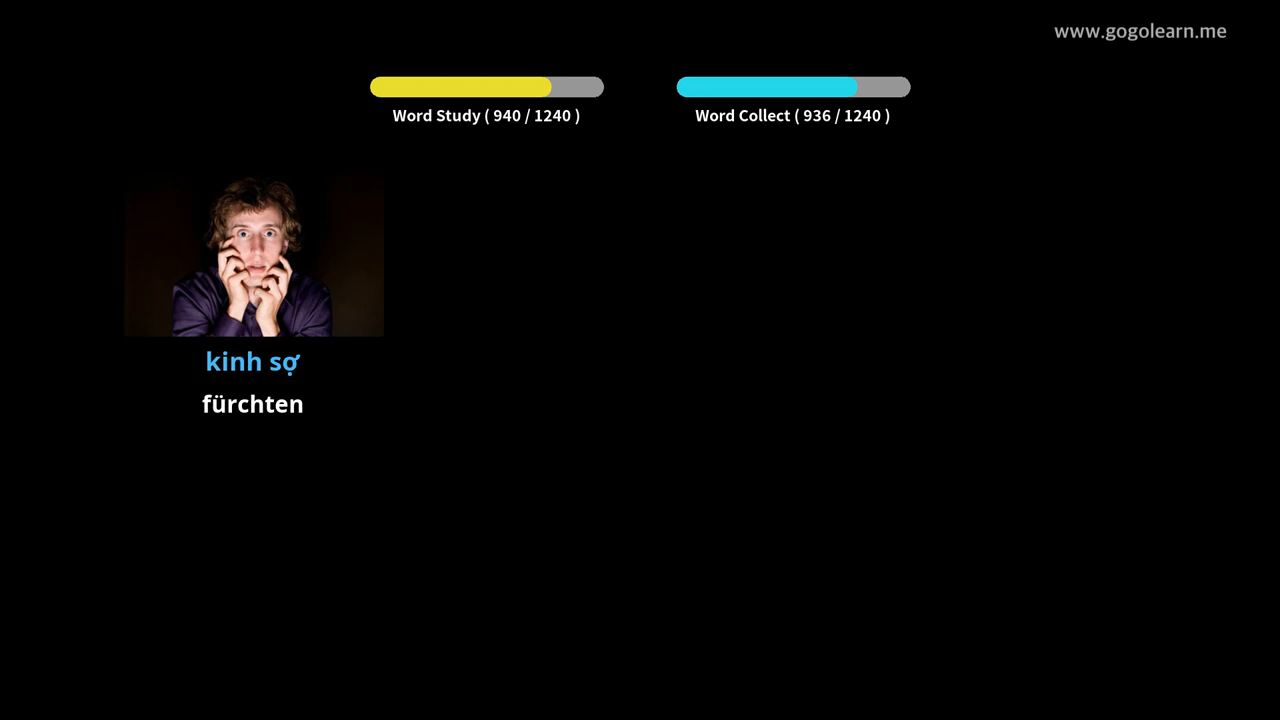 www.gogolearn.me
Word Study ( 940 / 1240 )
Word Collect ( 936 / 1240 )
kinh sợ
fürchten